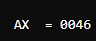 AX  = 0046